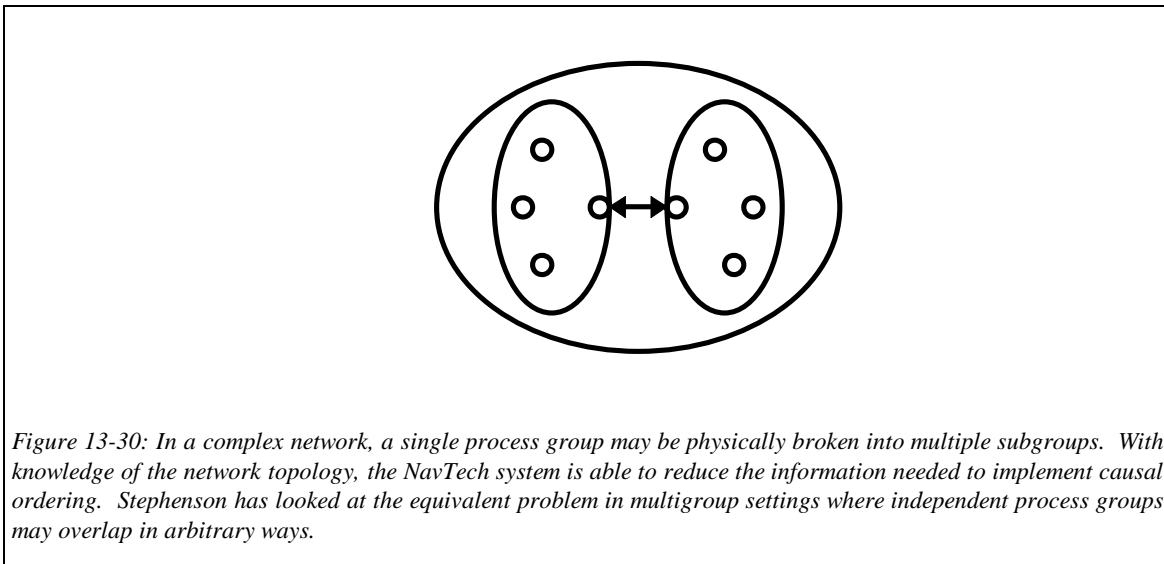 Figure 13-30: In a complex network, a single process group may be physically broken into multiple subgroups. With
knowledge of the network topology, the NavTech system is able to reduce the information needed to implement causal
ordering. Stephenson has looked at the equivalent problem in multigroup settings where independent process groups
may overlap in arbitrary ways.